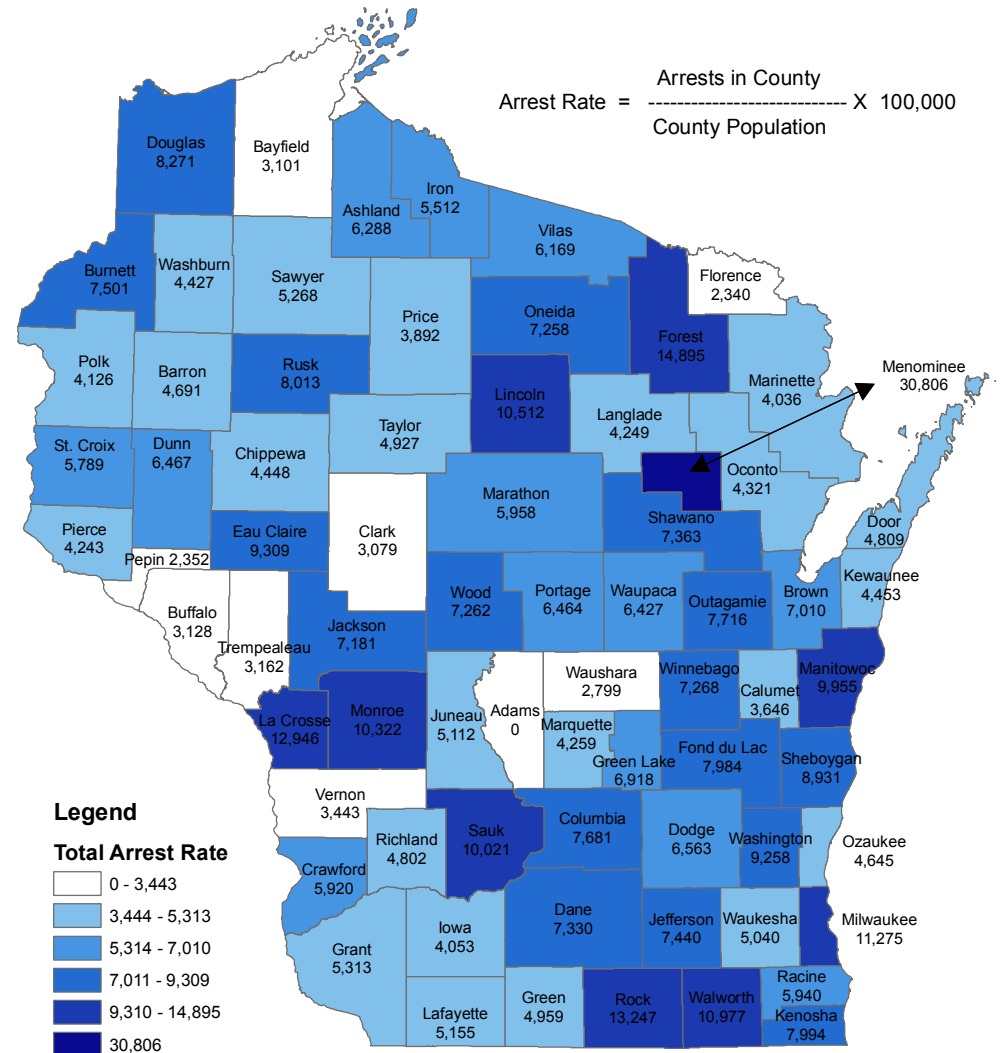 Arrests in County
Arrest Rate = --------------------------- X 100,000
County Population
Douglas
8,271
Bayfield
3,101
Ashland
6,288
Iron
5,512
Vilas
6,169
Burnett
7,501
Washburn
4,427
Sawyer
5,268
Price
3,892
Oneida
7,258
Forest
14,895
Florence
2,340
Marinette
4,036
Menominee
30,806
Polk
4,126
Barron
4,691
Rusk
8,013
Lincoln
10,512
Langlade
4,249
Taylor
4,927
St. Croix
5,789
Dunn
6,467
Chippewa
4,448
Marathon
5,958
Oconto
4,321
Shawano
7,363
Door
4,809
Pierce
4,243
Pepin 2,352
Eau Claire
9,309
Clark
3,079
Buffalo
3,128
Trempealeau
3,162
Jackson
7,181
Wood
7,262
Portage
6,464
Waupaca
6,427
Outagamie
7,716
Brown
7,010
Kewaunee
4,453
La Crosse
12,946
Monroe
10,322
Juneau
5,112
Adams
0
Waushara
2,799
Marquette
4,259
Green Lake
6,918
Winnebago
7,268
Calumet
3,646
Manitowoc
9,955
Fond du Lac
7,984
Sheboygan
8,931
Vernon
3,443
Richland
4,802
Sauk
10,021
Columbia
7,681
Dodge
6,563
Washington
9,258
Ozaukee
4,645
Crawford
5,920
Grant
5,313
Iowa
4,053
Dane
7,330
Jefferson
7,440
Waukesha
5,040
Milwaukee
11,275
Lafayette
5,155
Green
4,959
Rock
13,247
Walworth
10,977
Racine
5,940
Kenosha
7,994
Legend
Total Arrest Rate
0 - 3,443
3,444 - 5,313
5,314 - 7,010
7,011 - 9,309
9,310 - 14,895
30,806